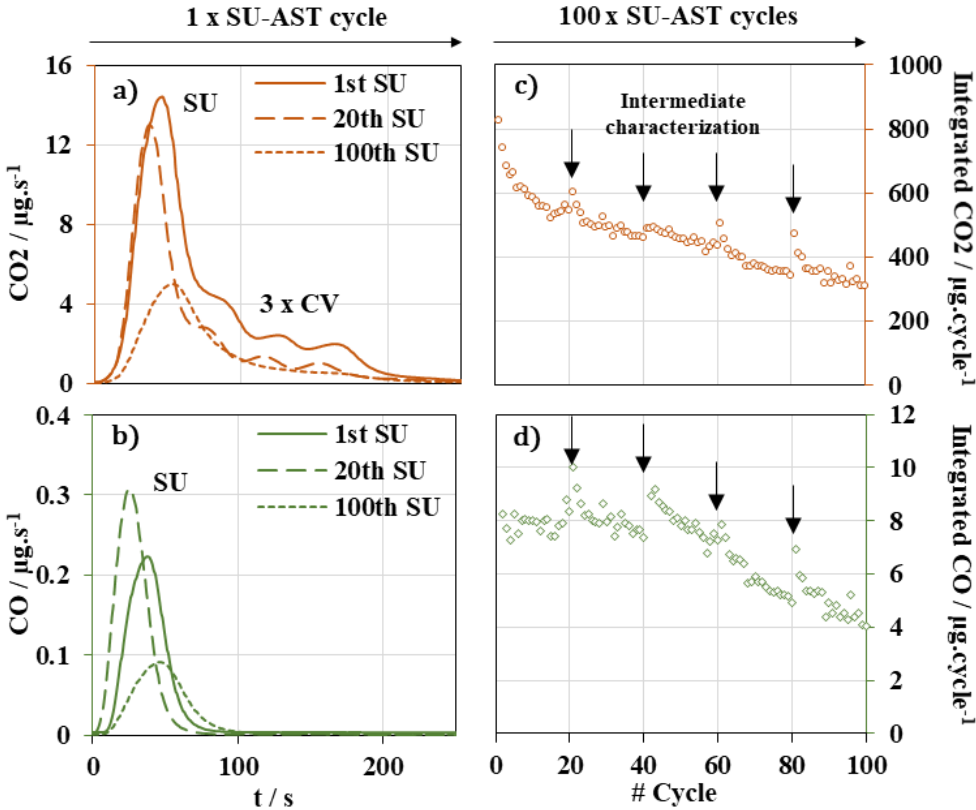 1 x SU-AST cycle
100 x SU-AST cycles
a)
SU
1st SU
20th SU
100th SU
3 x CV
CO2 / µg.s⁻¹
16
12
8
4
0
c)
Intermediate
characterization
1000
800
600
400
200
0
Integrated CO2 / µg.cycle⁻¹
b)
SU
1st SU
20th SU
100th SU
CO / µg.s⁻¹
0.4
0.3
0.2
0.1
0
0
100
200
t / s
d)
12
10
8
6
4
2
0
Integrated CO / µg.cycle⁻¹
0
20
40
60
80
100
# Cycle